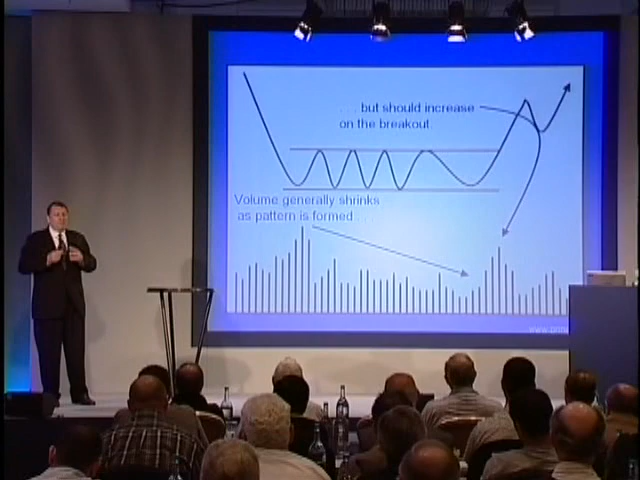 . . . but should increase
on the breakout.
Volume generally shrinks
as pattern is formed . . .